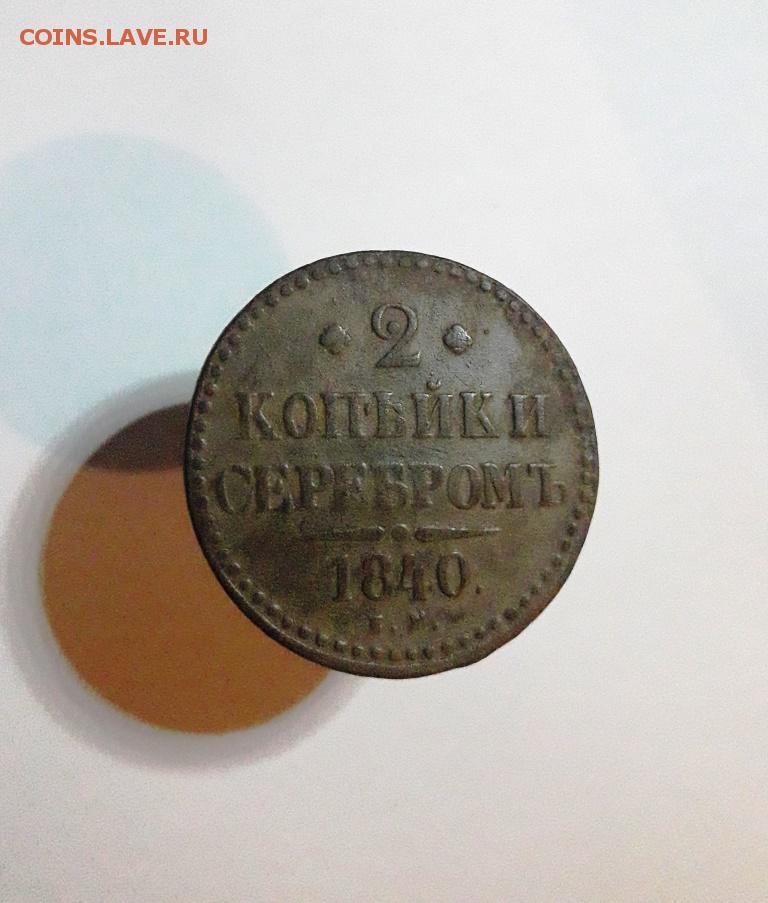 COINS.LAVE.RU
2
КОПѢЙКИ
СЕРЕБРОМЪ
1840.